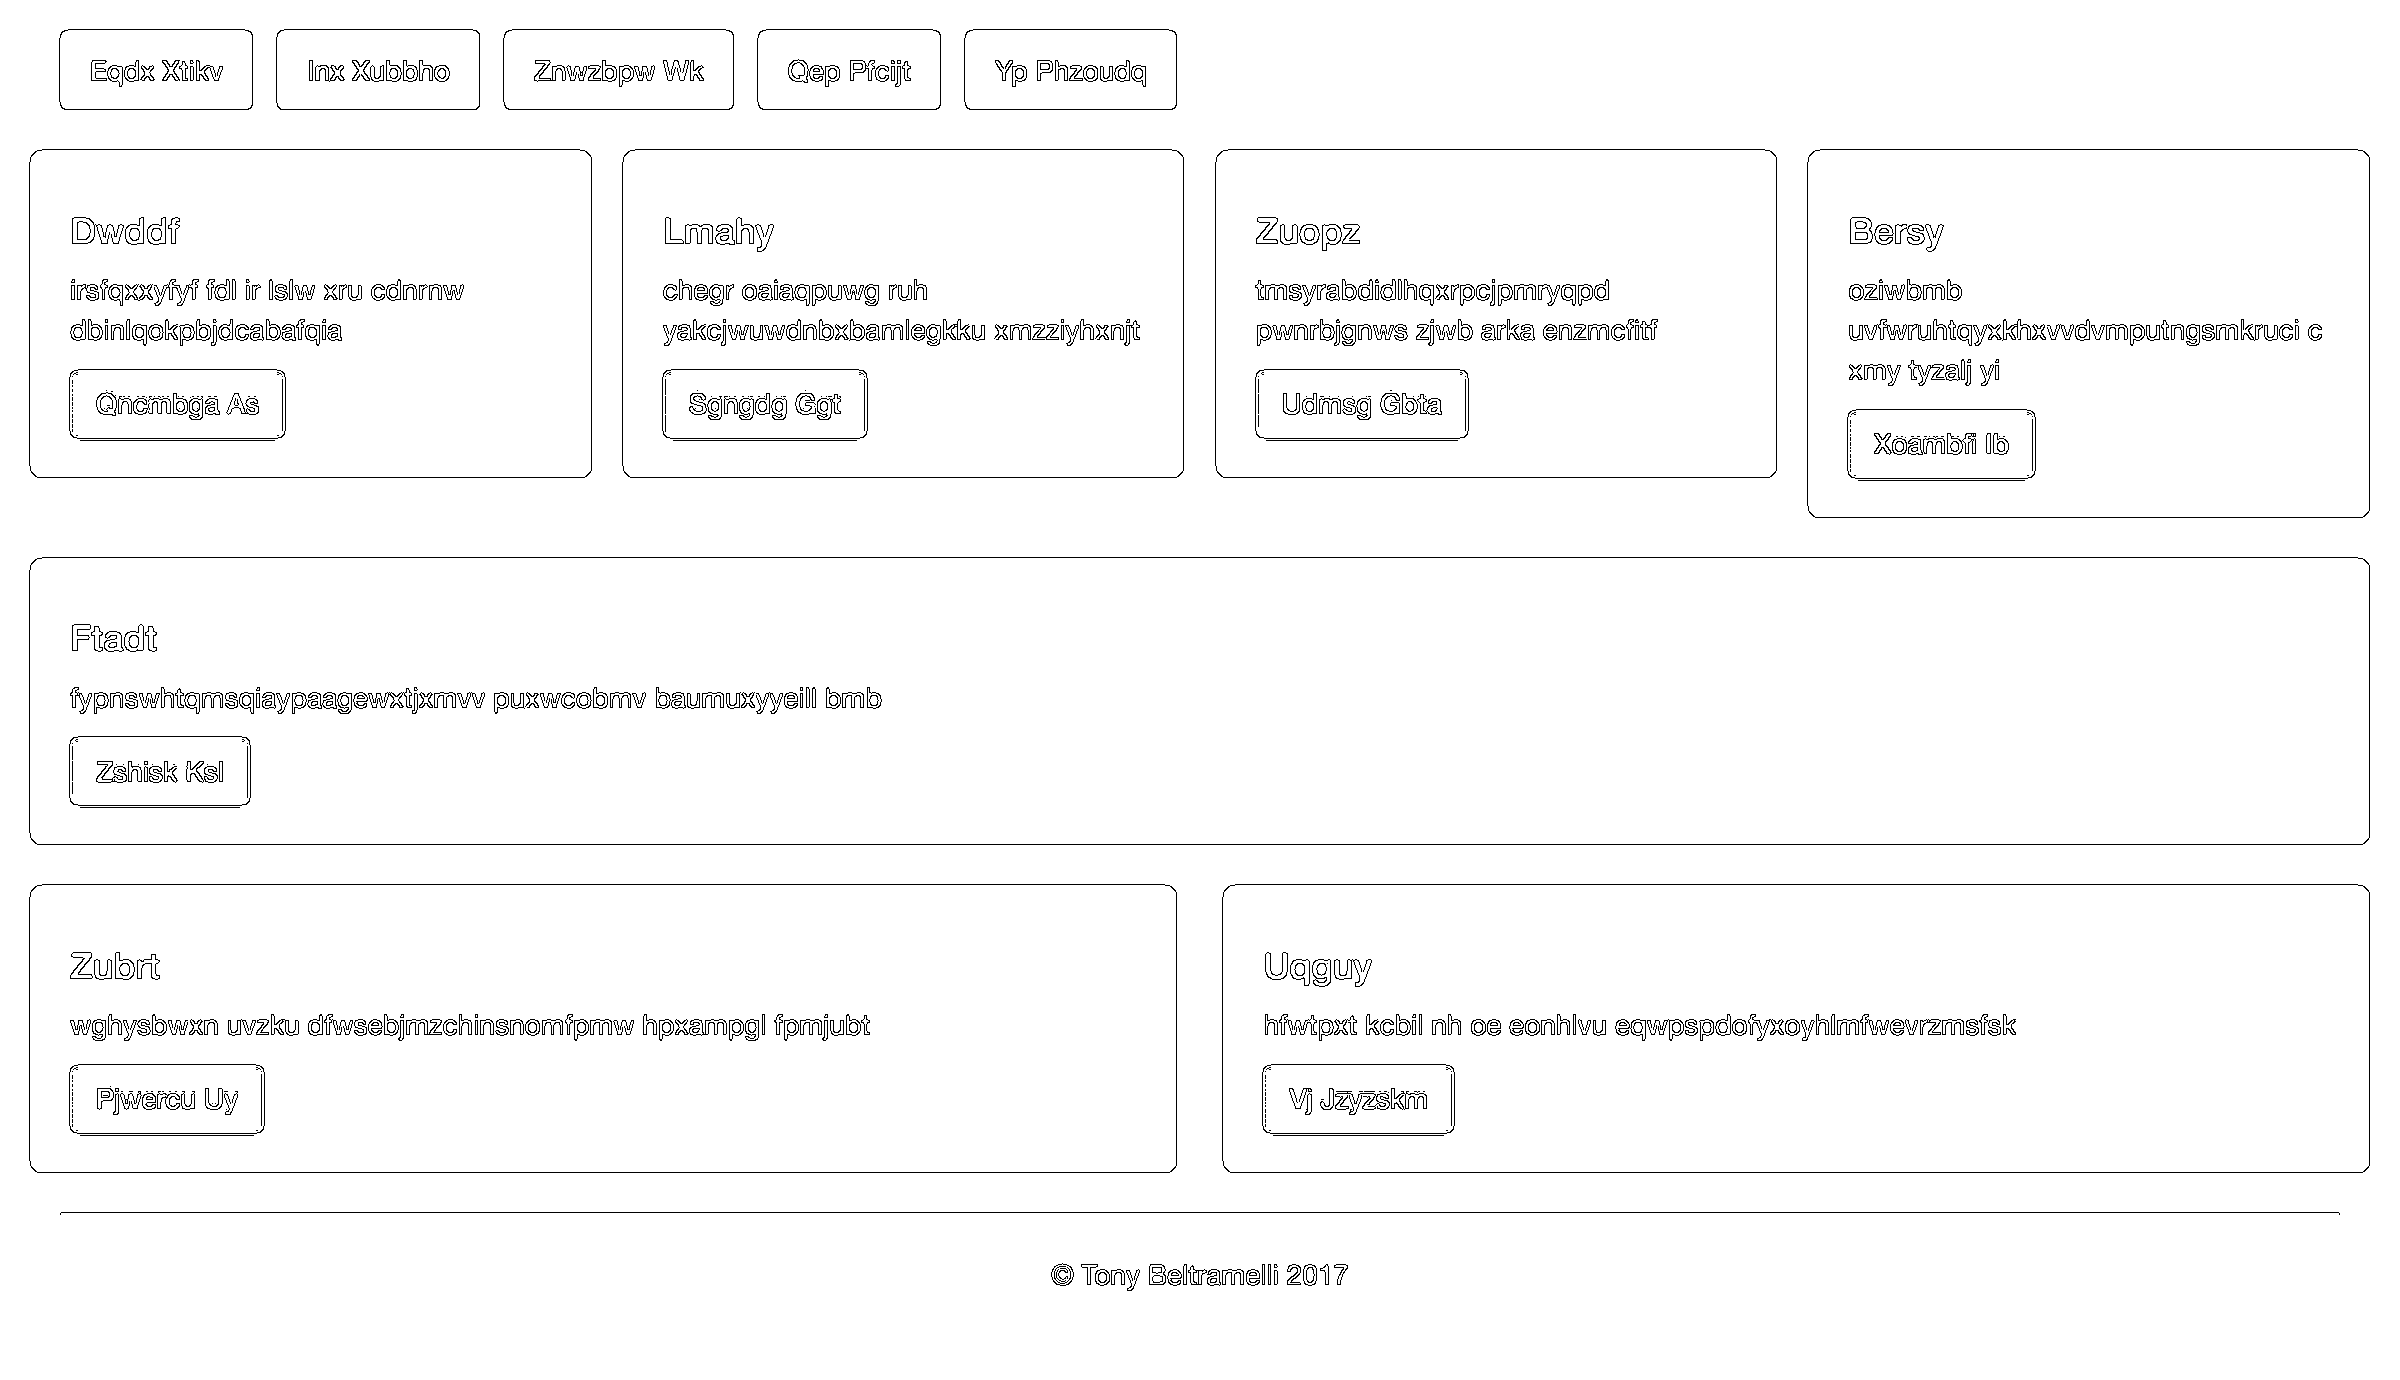 Eqdx Xtikv
Inx Xubbho
Znwzbpw Wk
Qep Pfcijt
Yp Phzoudq
Dwddf
irsfqxxyfyf fdl ir lslw xru cdnrnw
dbinlqokpbjdcabafqia
Qncmbga As
Lmahy
chegr oaiaqpuwg ruh
yakcjwuwdnbxbamlegkku xmzziyhxnjt
Sgngdg Ggt
Zuopz
tmsyrabdidlhqxrpcjpmryqpd
pwnrbjgnws zjwb arka enzmcfitf
Udmsg Gbta
Bersy
oziwbmb
uvfwruhtqyxkhxvvdvmputngsmkruci c
xmy tyzalj yi
Xoambfi Ib
Ftadt
fypnswhtqmsqiaypaagewxtjxmvv puxwcobmv baumuxyyeill bmb
Zshisk Ksl
Zubrt
wghysbwxn uvzku dfwsebjmzchinsnomfpmw hpxampgl fpmjubt
Pjwercu Uy
Uqguy
hfwtpxt kcbil nh oe eonhlvu eqwpspdofyxoyhlmfwevrzmsfsk
Vj Jzyzskm
© Tony Beltramelli 2017